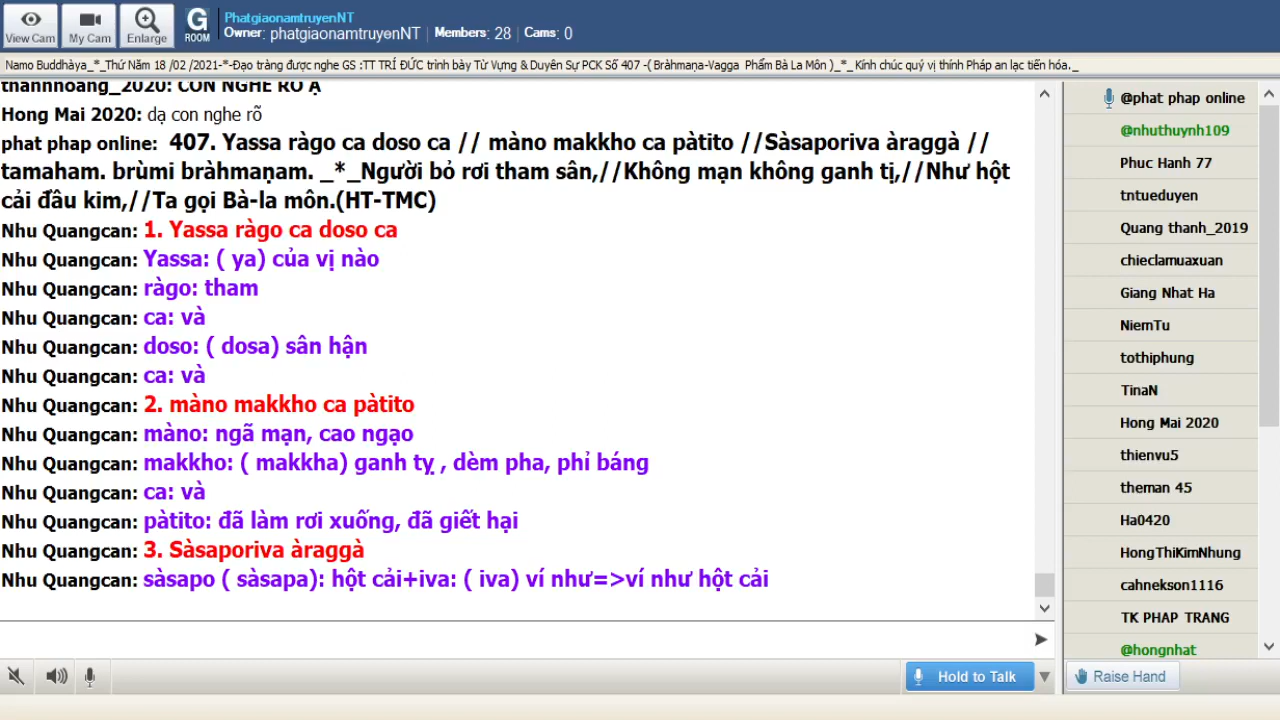 View Cam
My Cam
Enlarge
G
ROOM
PhatgiaonamtruyenNT
Owner: phatgiaonamtruyenNT | Members: 28 | Cams: 0
Namo Buddhàya_*_Thứ Năm 18 /02 /2021-*-Đạo tràng được nghe GS :TT TRÍ ĐỨC trình bày Từ Vựng & Duyên Sự PCK Số 407 -( Bràhmaṇa-Vagga Phẩm Bà La Môn )_*_ Kính chúc quý vị thính Pháp an lạc tiến hóa._
thanhhoang_2020: CON NGHE RÕ Ạ
Hong Mai 2020: dạ con nghe rõ
phat phap online: 407. Yassa ràgo ca doso ca // màno makkho ca pàtito //Sàsaporiva àraggà //
tamaham. brùmi bràhmaṇam. _*_Người bỏ rơi tham sân,//Không mạn không ganh tị,//Như hột
cải đầu kim,//Ta gọi Bà-la môn.(HT-TMC)
Nhu Quangcan: 1. Yassa ràgo ca doso ca
Nhu Quangcan: Yassa: ( ya) của vị nào
Nhu Quangcan: ràgo: tham
Nhu Quangcan: ca: và
Nhu Quangcan: doso: ( dosa) sân hận
Nhu Quangcan: ca: và
Nhu Quangcan: 2. màno makkho ca pàtito
Nhu Quangcan: màno: ngã mạn, cao ngạo
Nhu Quangcan: makkho: ( makkha) ganh tỵ , dèm pha, phỉ báng
Nhu Quangcan: ca: và
Nhu Quangcan: pàtito: đã làm rơi xuống, đã giết hại
Nhu Quangcan: 3. Sàsaporiva àraggà
Nhu Quangcan: sàsapo ( sàsapa): hột cải+iva: ( iva) ví như=>ví như hột cải
Hold to Talk
@phat phap online
@nhuthuynh109
Phuc Hanh 77
tntueduyen
Quang thanh_2019
chieclamuaxuan
Giang Nhat Ha
NiemTu
tothiphung
TinaN
Hong Mai 2020
thienvu5
theman 45
Ha0420
HongThiKimNhung
cahnekson1116
TK PHAP TRANG
@hongnhat
Raise Hand